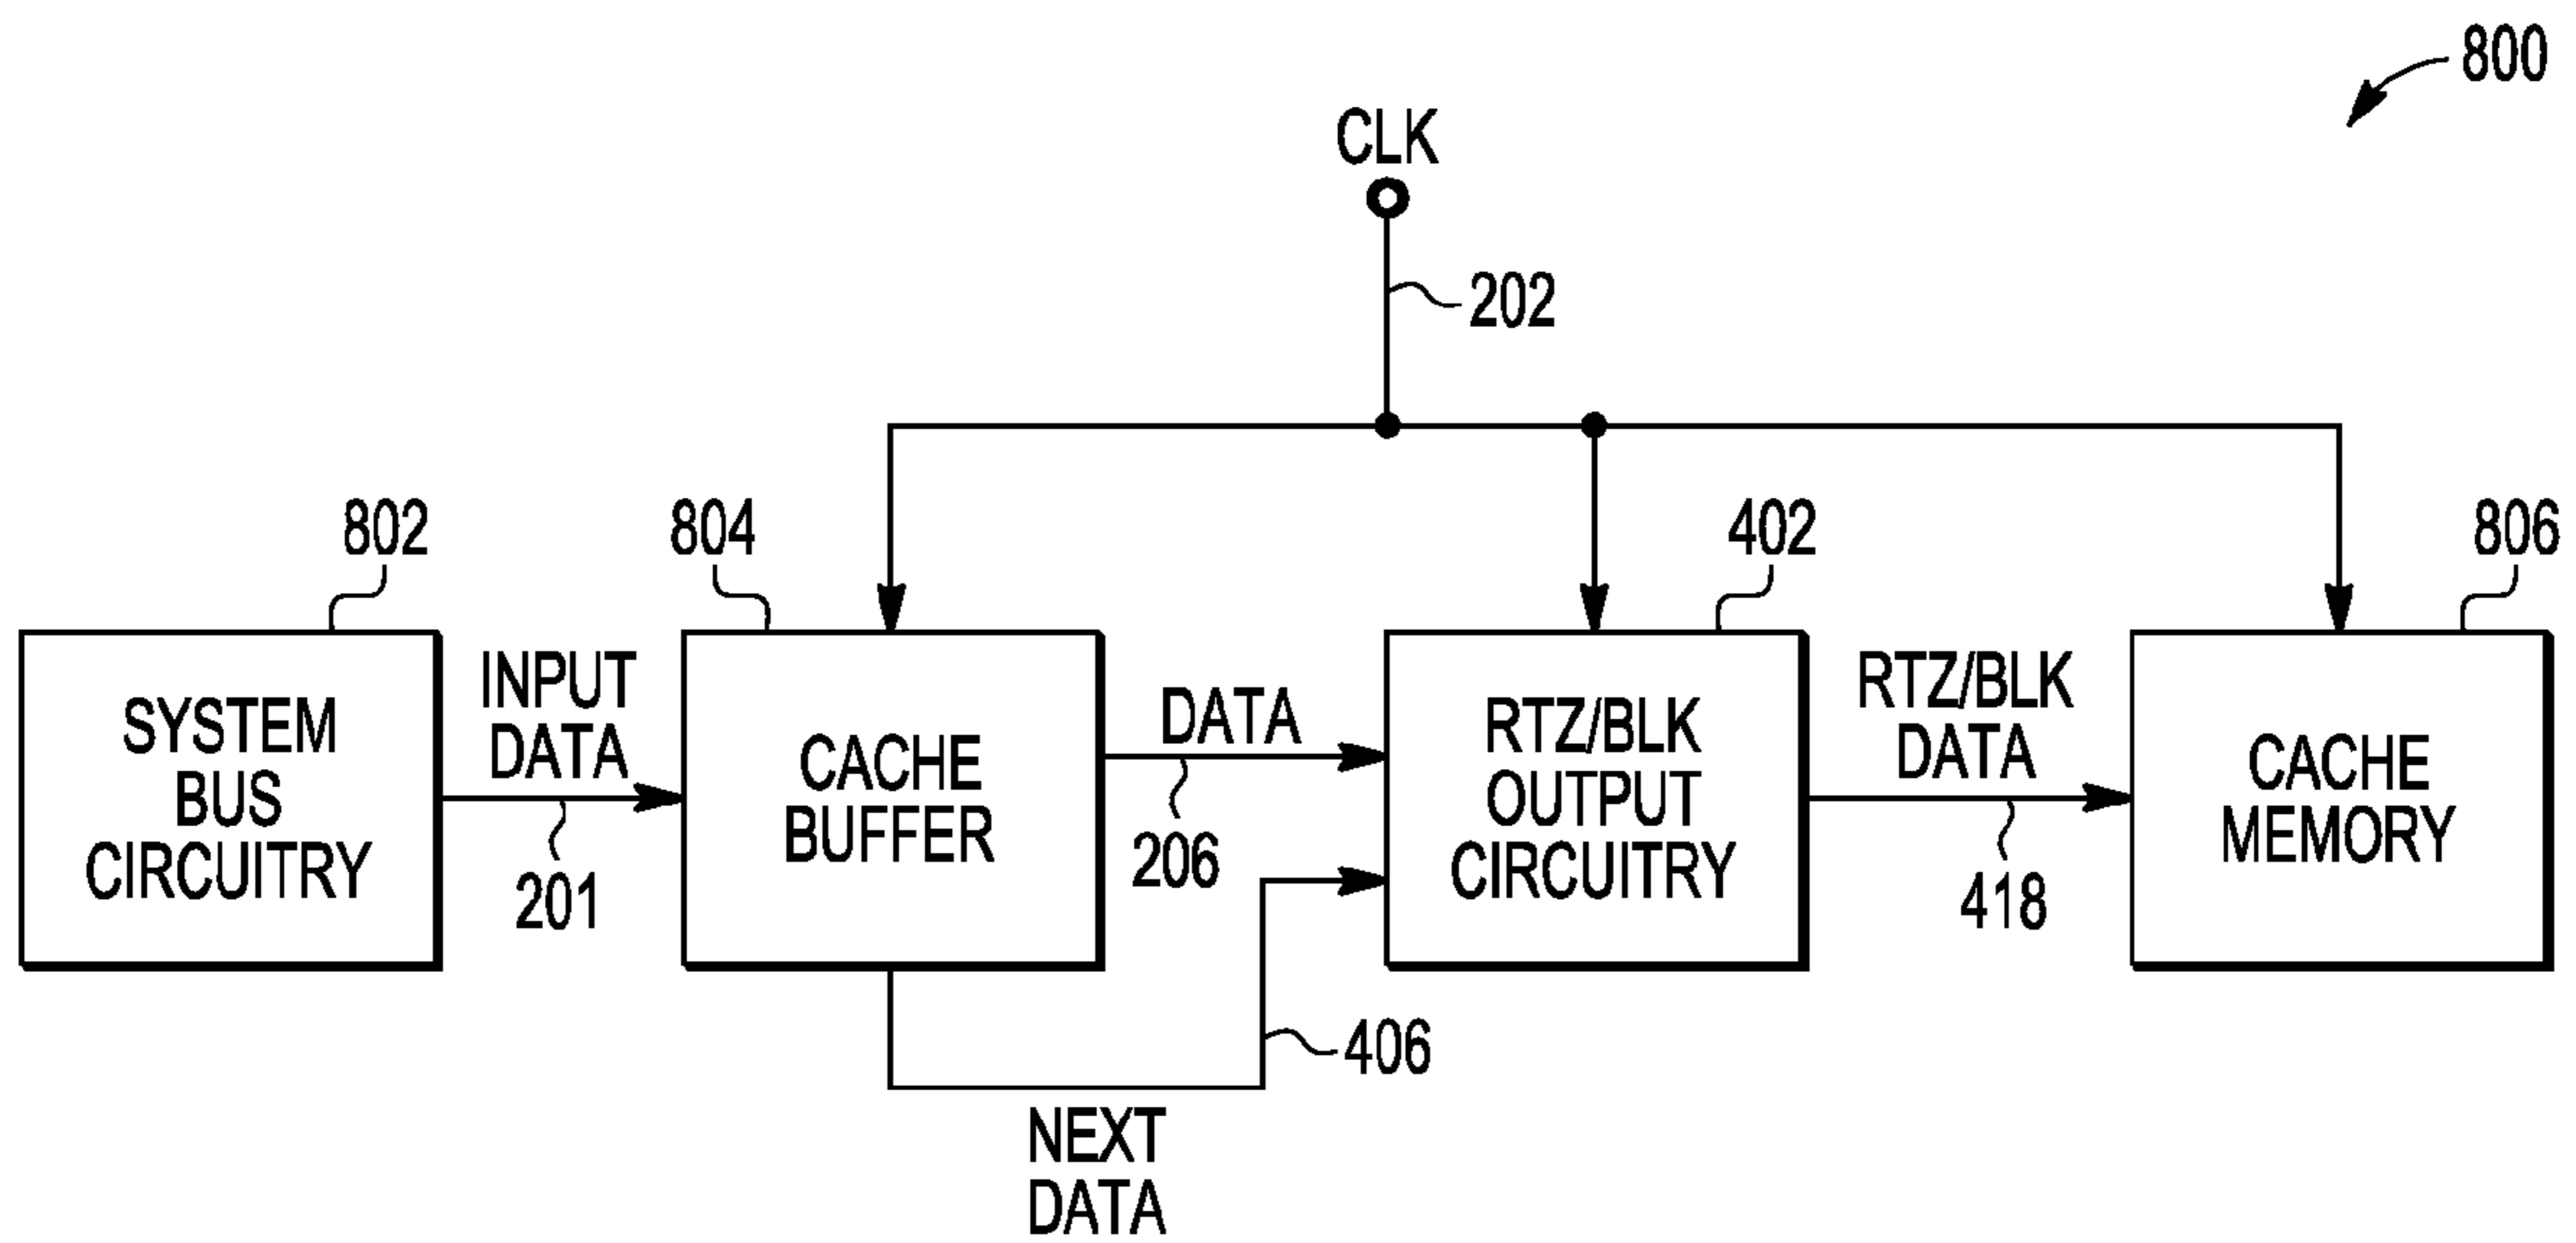 800
CLK
202
802
804
402
806
SYSTEM
BUS
CIRCUITRY
INPUT
DATA
201
CACHE
BUFFER
DATA
206
RTZ/BLK
OUTPUT
CIRCUITRY
RTZ/BLK
DATA
418
CACHE
MEMORY
406
NEXT
DATA